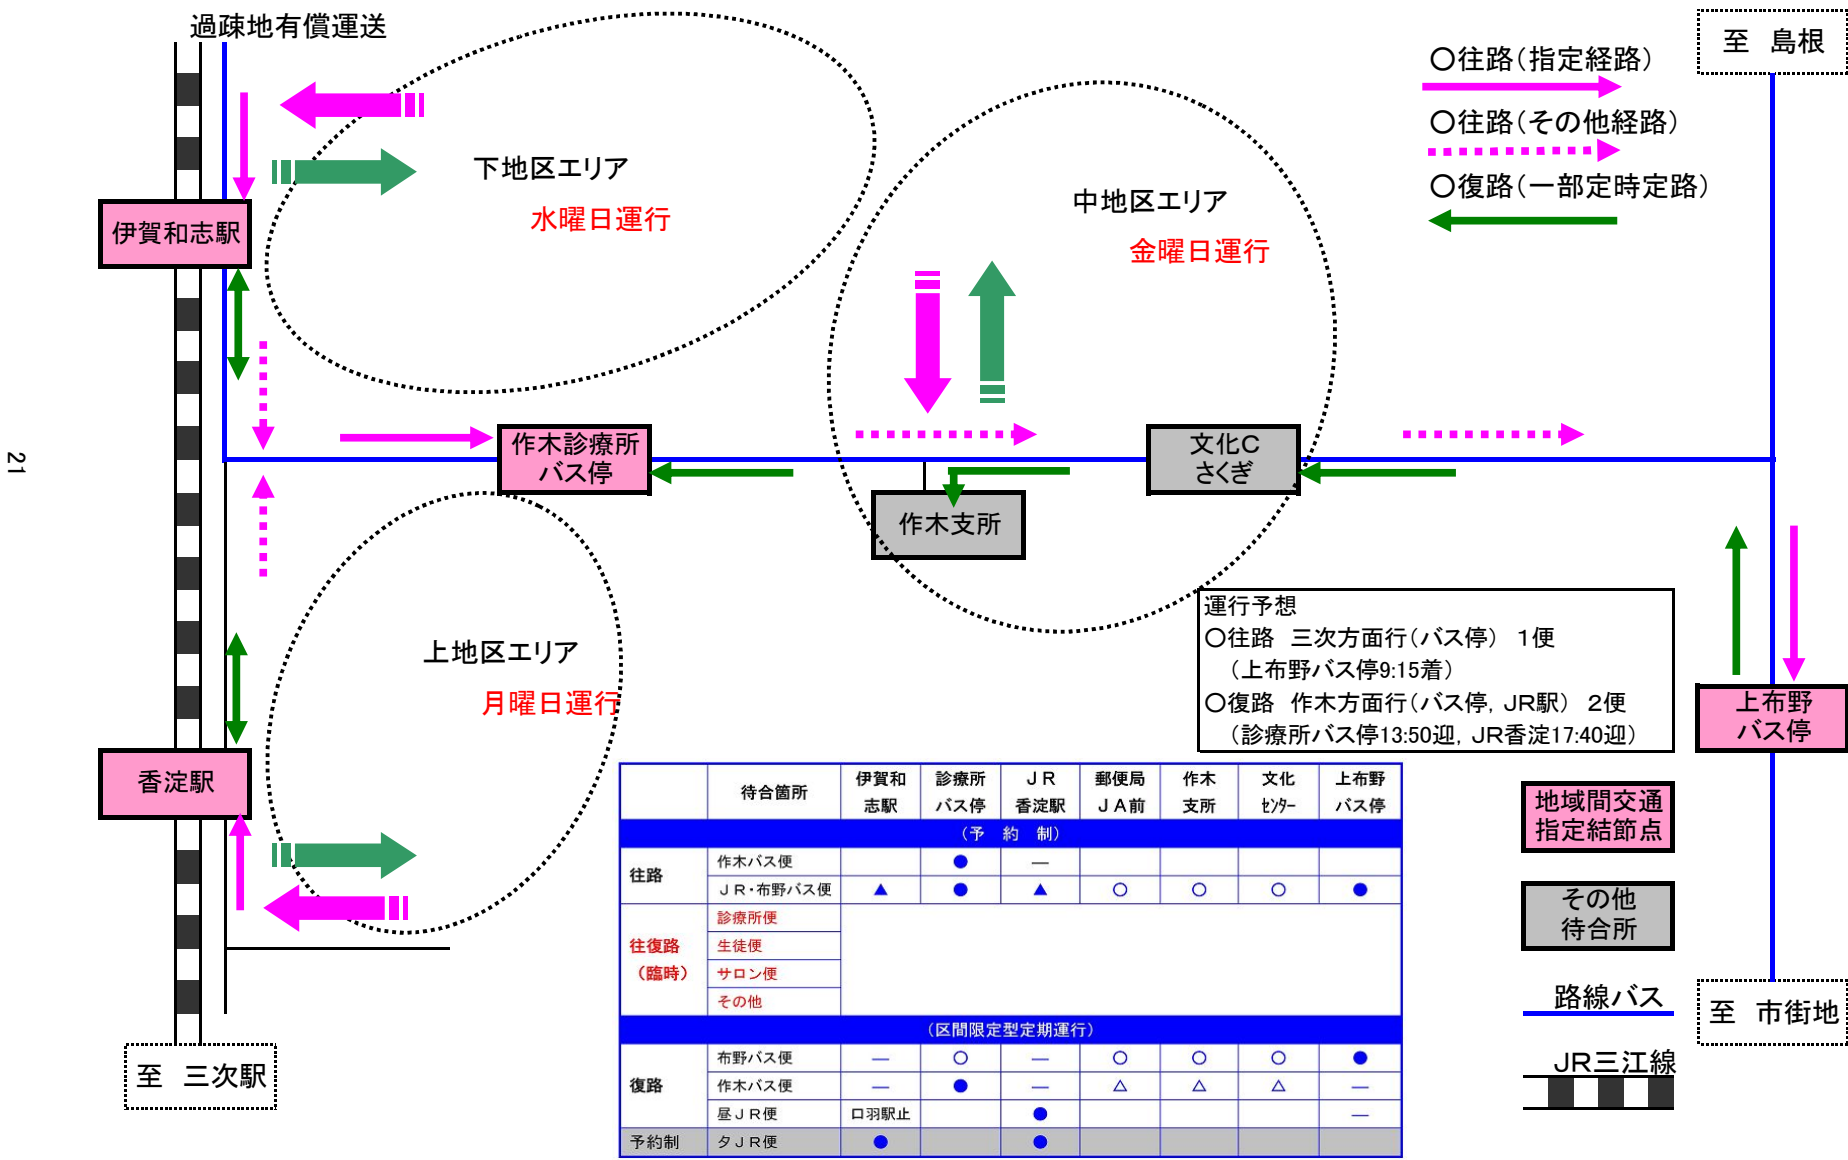 過疎地有償運送
至　島根
〇往路(指定経路)
〇往路(その他経路)
〇復路(一部定時定路)
下地区エリア
水曜日運行
中地区エリア
金曜日運行
伊賀和志駅
作木診療所
バス停
文化C
さくぎ
作木支所
21
上地区エリア
月曜日運行
運行予想
〇往路　三次方面行(バス停)　1便
(上布野バス停9:15着)
〇復路　作木方面行(バス停, JR駅)　2便
(診療所バス停13:50迎, JR香淀17:40迎)
上布野
バス停
香淀駅
地域間交通
指定結節点
その他
待合所
路線バス
JR三江線
至　市街地
至　三次駅
待合箇所 伊賀和志駅 診療所バス停 JR香淀駅 郵便局JA前 作木支所 文化ｾﾝﾀｰ 上布野バス停
(予　約　制)
往路 作木バス便 ● ―
JR・布野バス便 ▲ ● ▲ ○ ○ ○ ●
往復路(臨時) 診療所便
生徒便
サロン便
その他
(区間限定型定期運行)
復路 布野バス便 ― ○ ― ○ ○ ○ ●
作木バス便 ― ● ― △ △ △ ―
昼JR便 口羽駅止 ● ―
予約制 夕JR便 ● ●